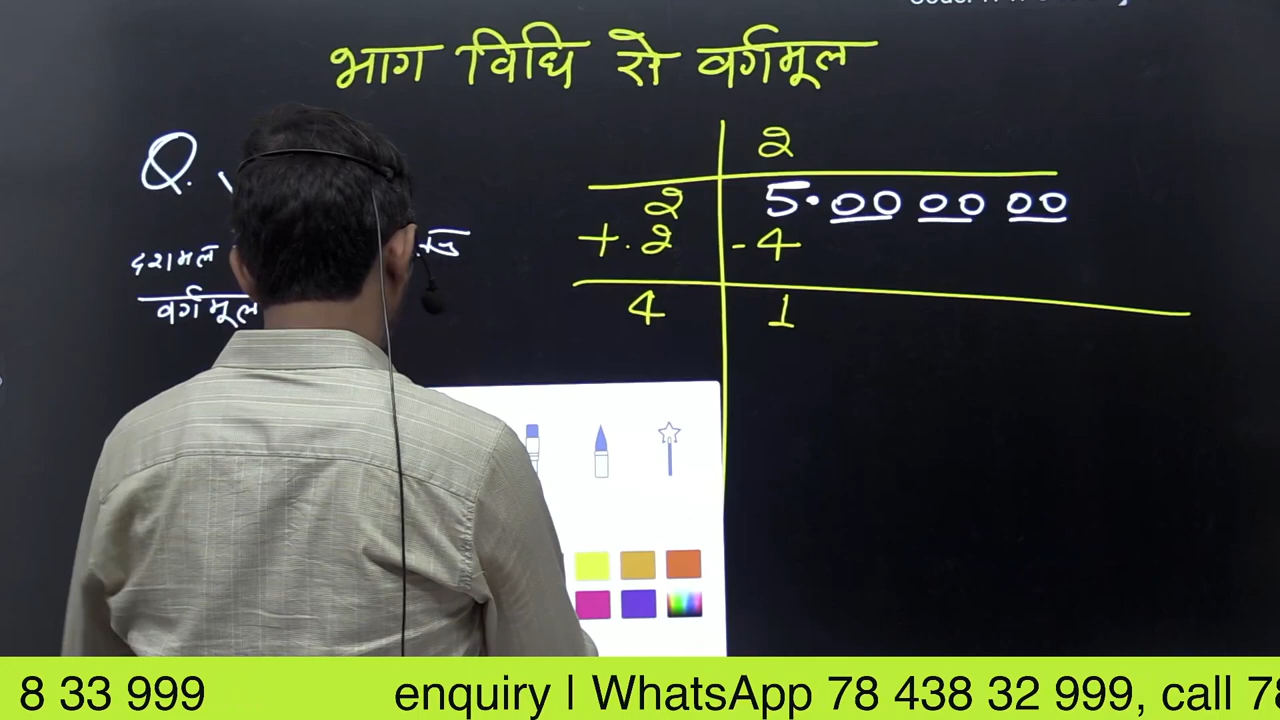 भाग विधि से वर्गमूल
Q.
2
2 5.00 00 00
+.2 -4
4 1
दशमल
वर्गमूल
8 33 999 enquiry | WhatsApp 78 438 32 999, call 78